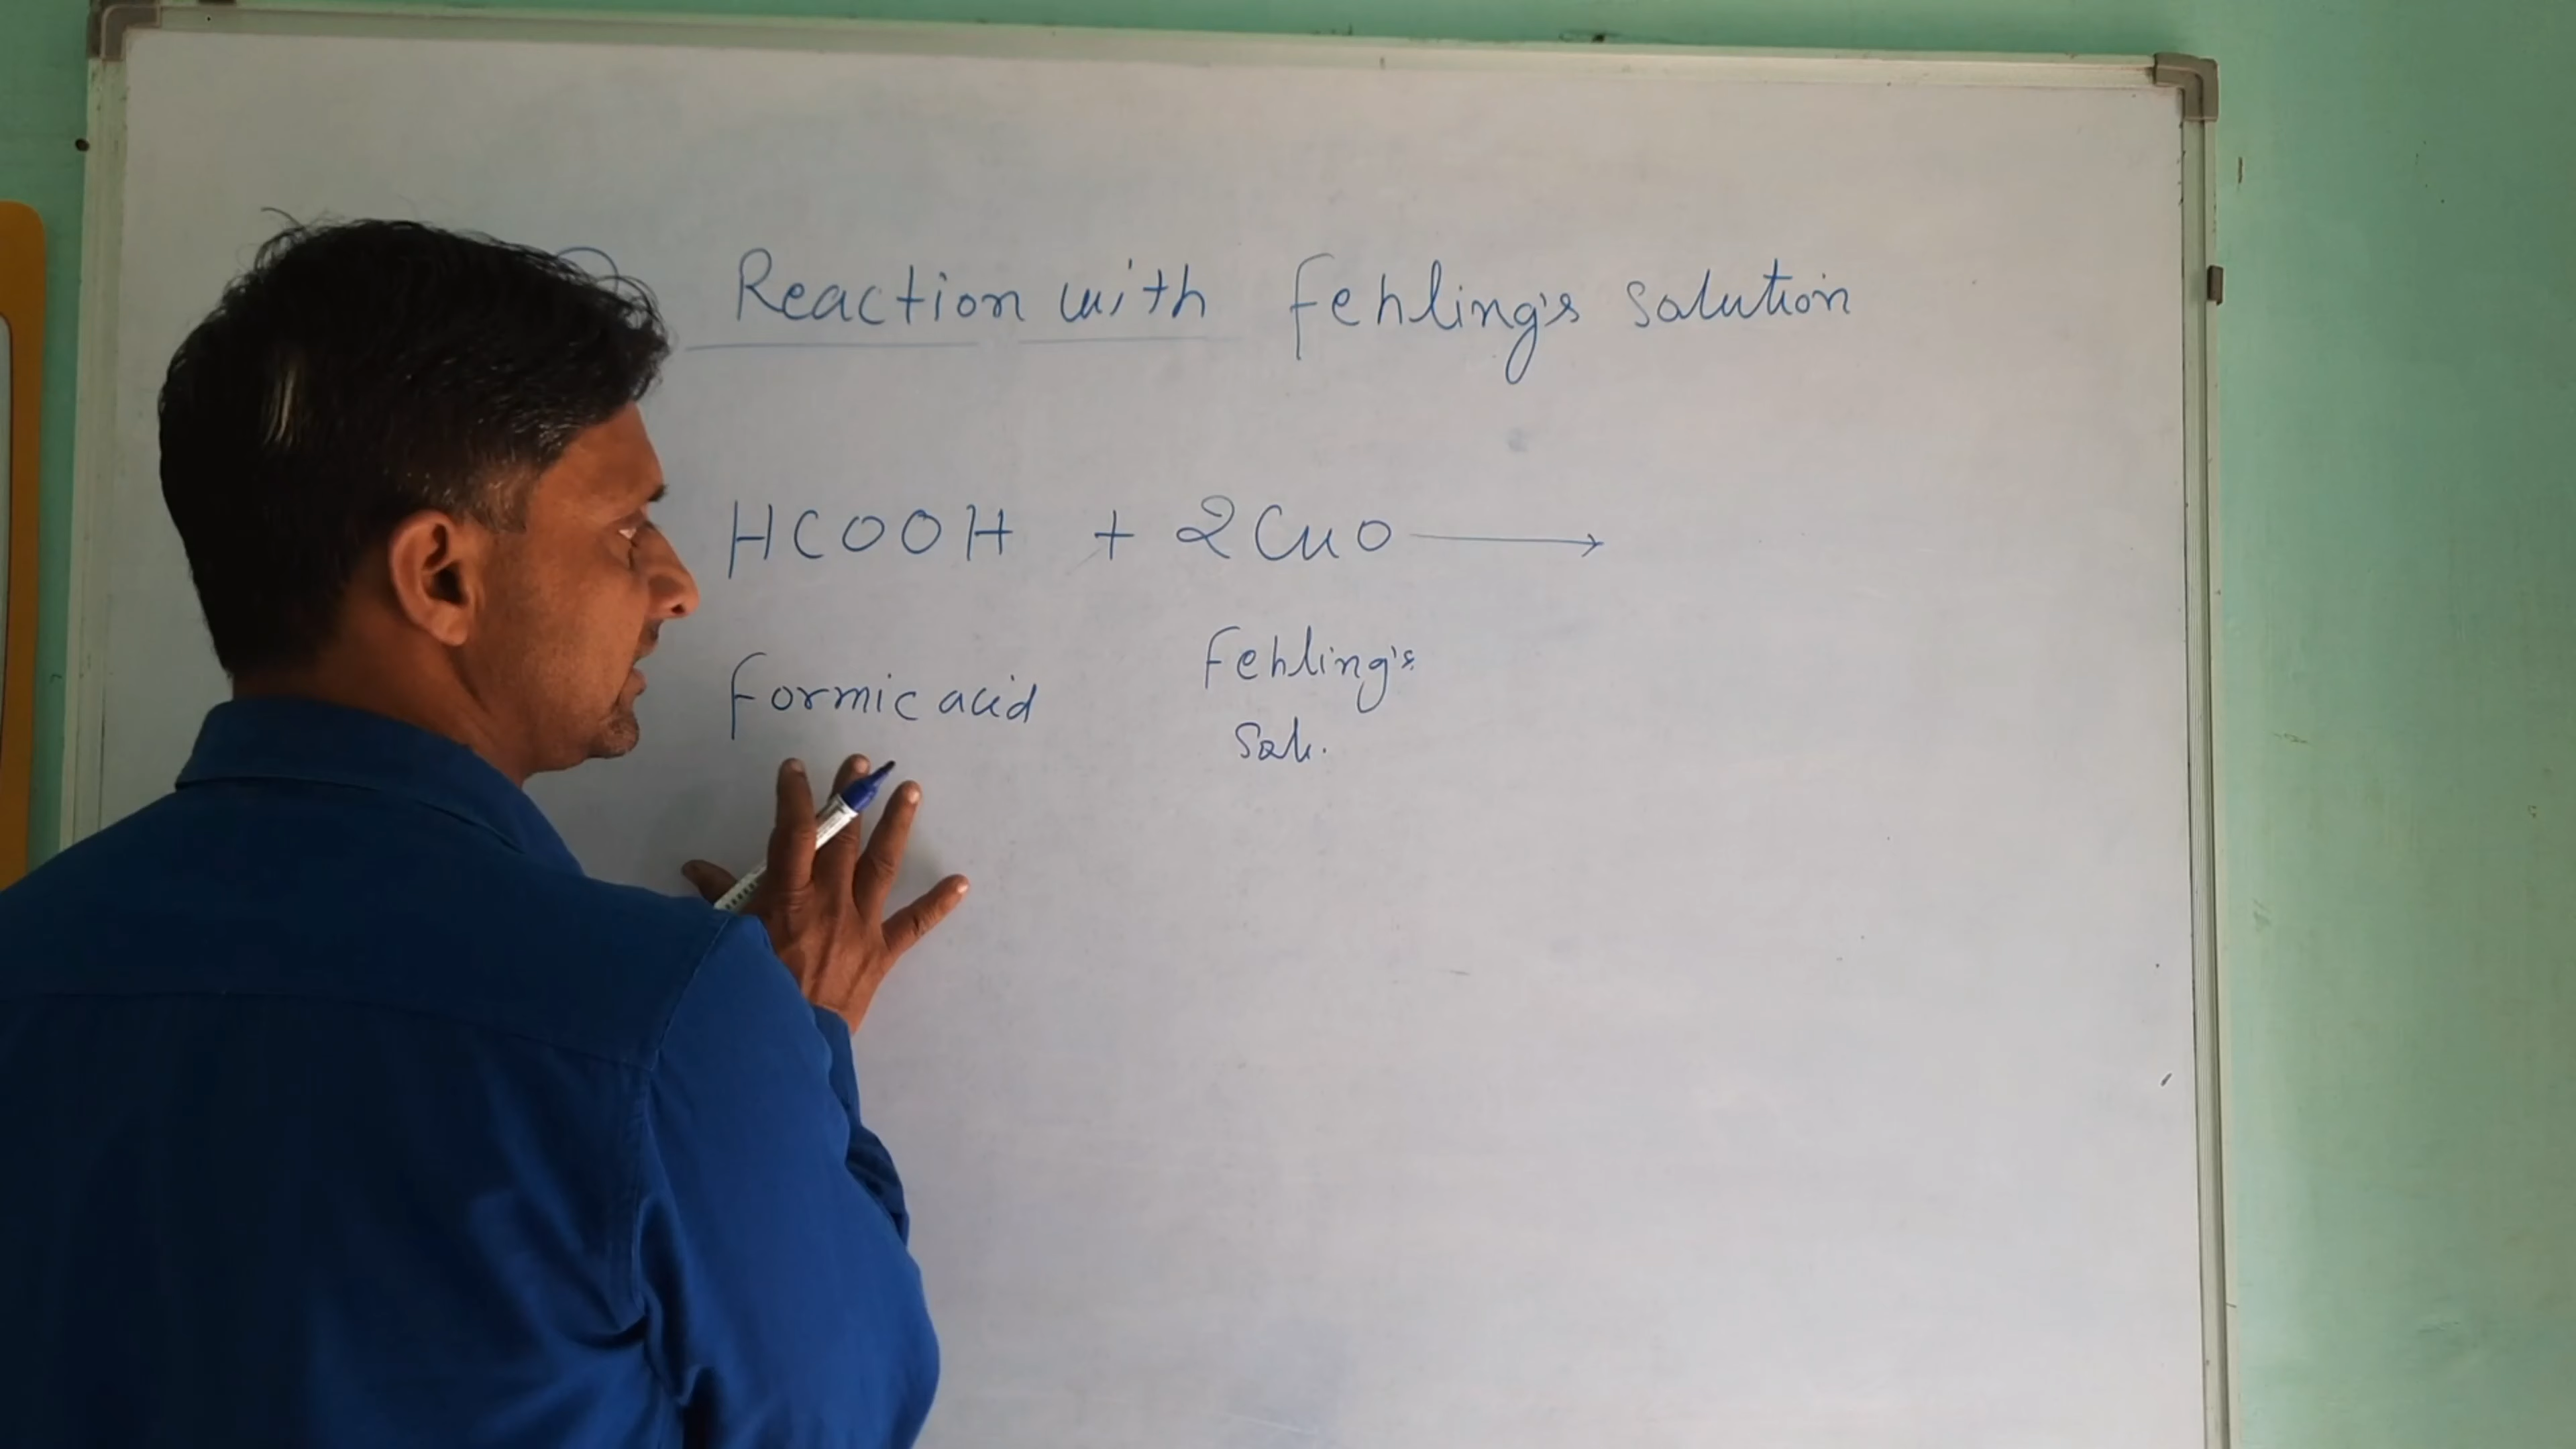 Reaction with Fehling's solution
HCOOH + 2CuO ⟶
Formic acid Fehling's
Sol.